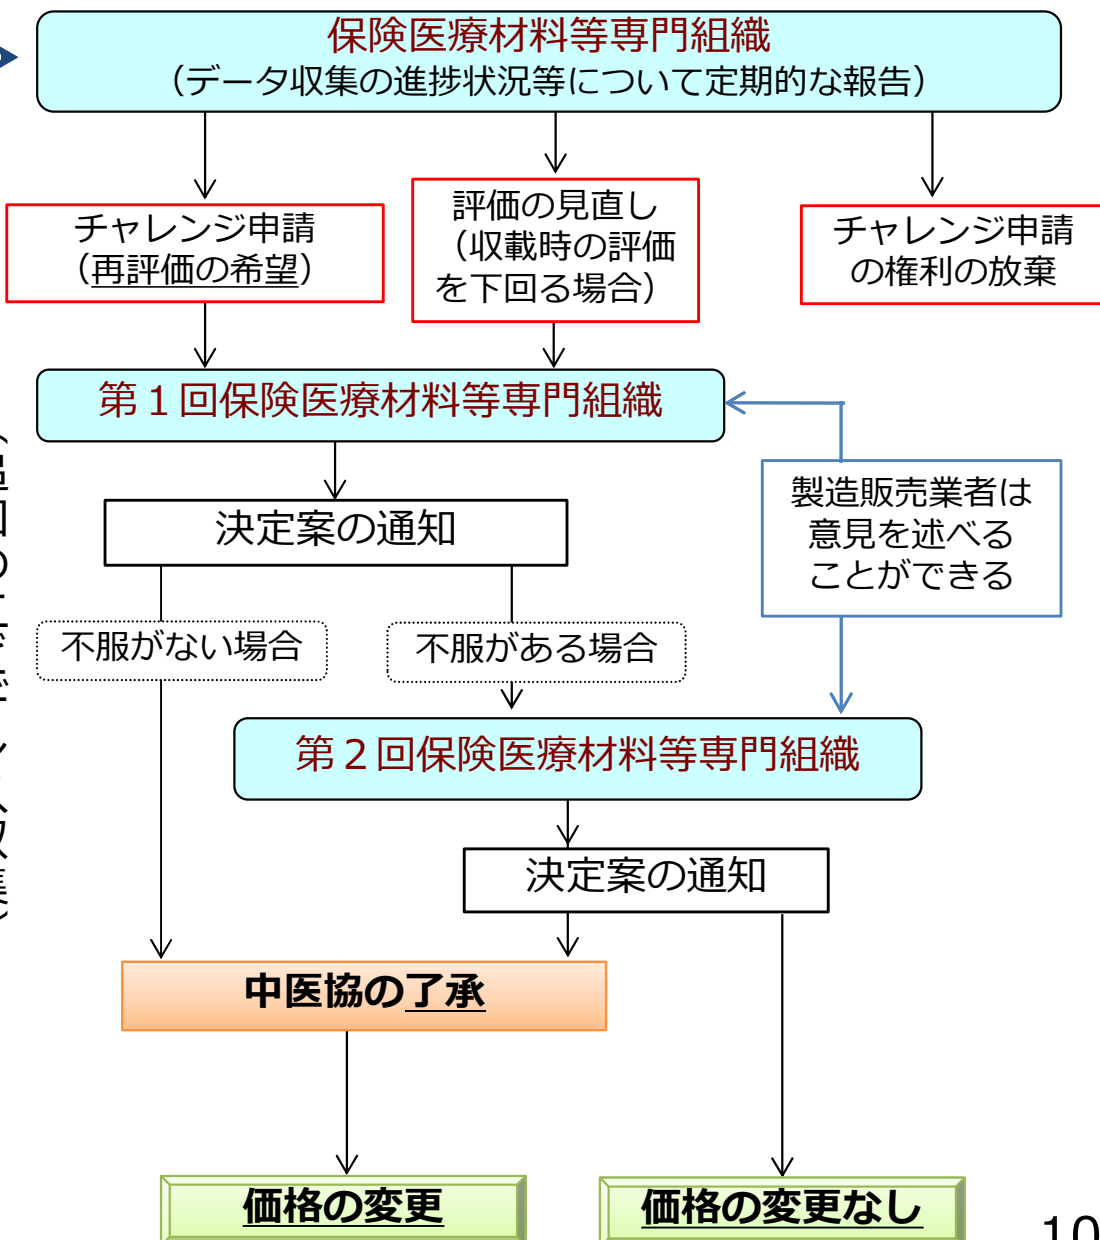 保険医療材料等専門組織
（データ収集の進捗状況等について定期的な報告）
チャレンジ申請
（再評価の希望）
評価の見直し
（収載時の評価
を下回る場合）
チャレンジ申請
の権利の放棄
第１回保険医療材料等専門組織
製造販売業者は
意見を述べる
ことができる
決定案の通知
不服がない場合
不服がある場合
第２回保険医療材料等専門組織
決定案の通知
中医協の了承
価格の変更
価格の変更なし
10